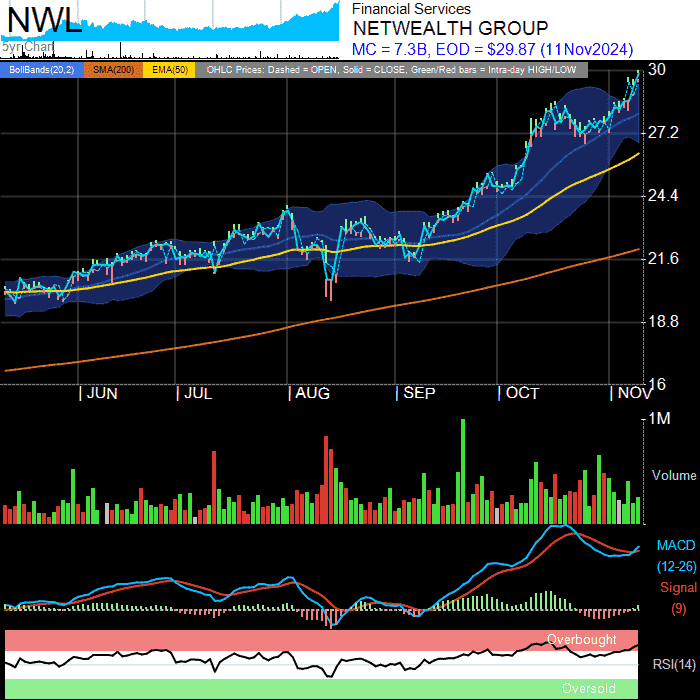 NWL
5yr Chart
Financial Services
NETWEALTH GROUP
MC = 7.3B, EOD = $29.87 (11Nov2024)
BollBands(20,2) SMA(200) EMA(50) OHLC Prices: Dashed = OPEN, Solid = CLOSE, Green/Red bars = Intra-day HIGH/LOW
30
27.2
24.4
21.6
18.8
16
| JUN | JUL | AUG | SEP | OCT | NOV
1M
Volume
MACD
(12-26)
Signal
(9)
Overbought
RSI(14)
Oversold